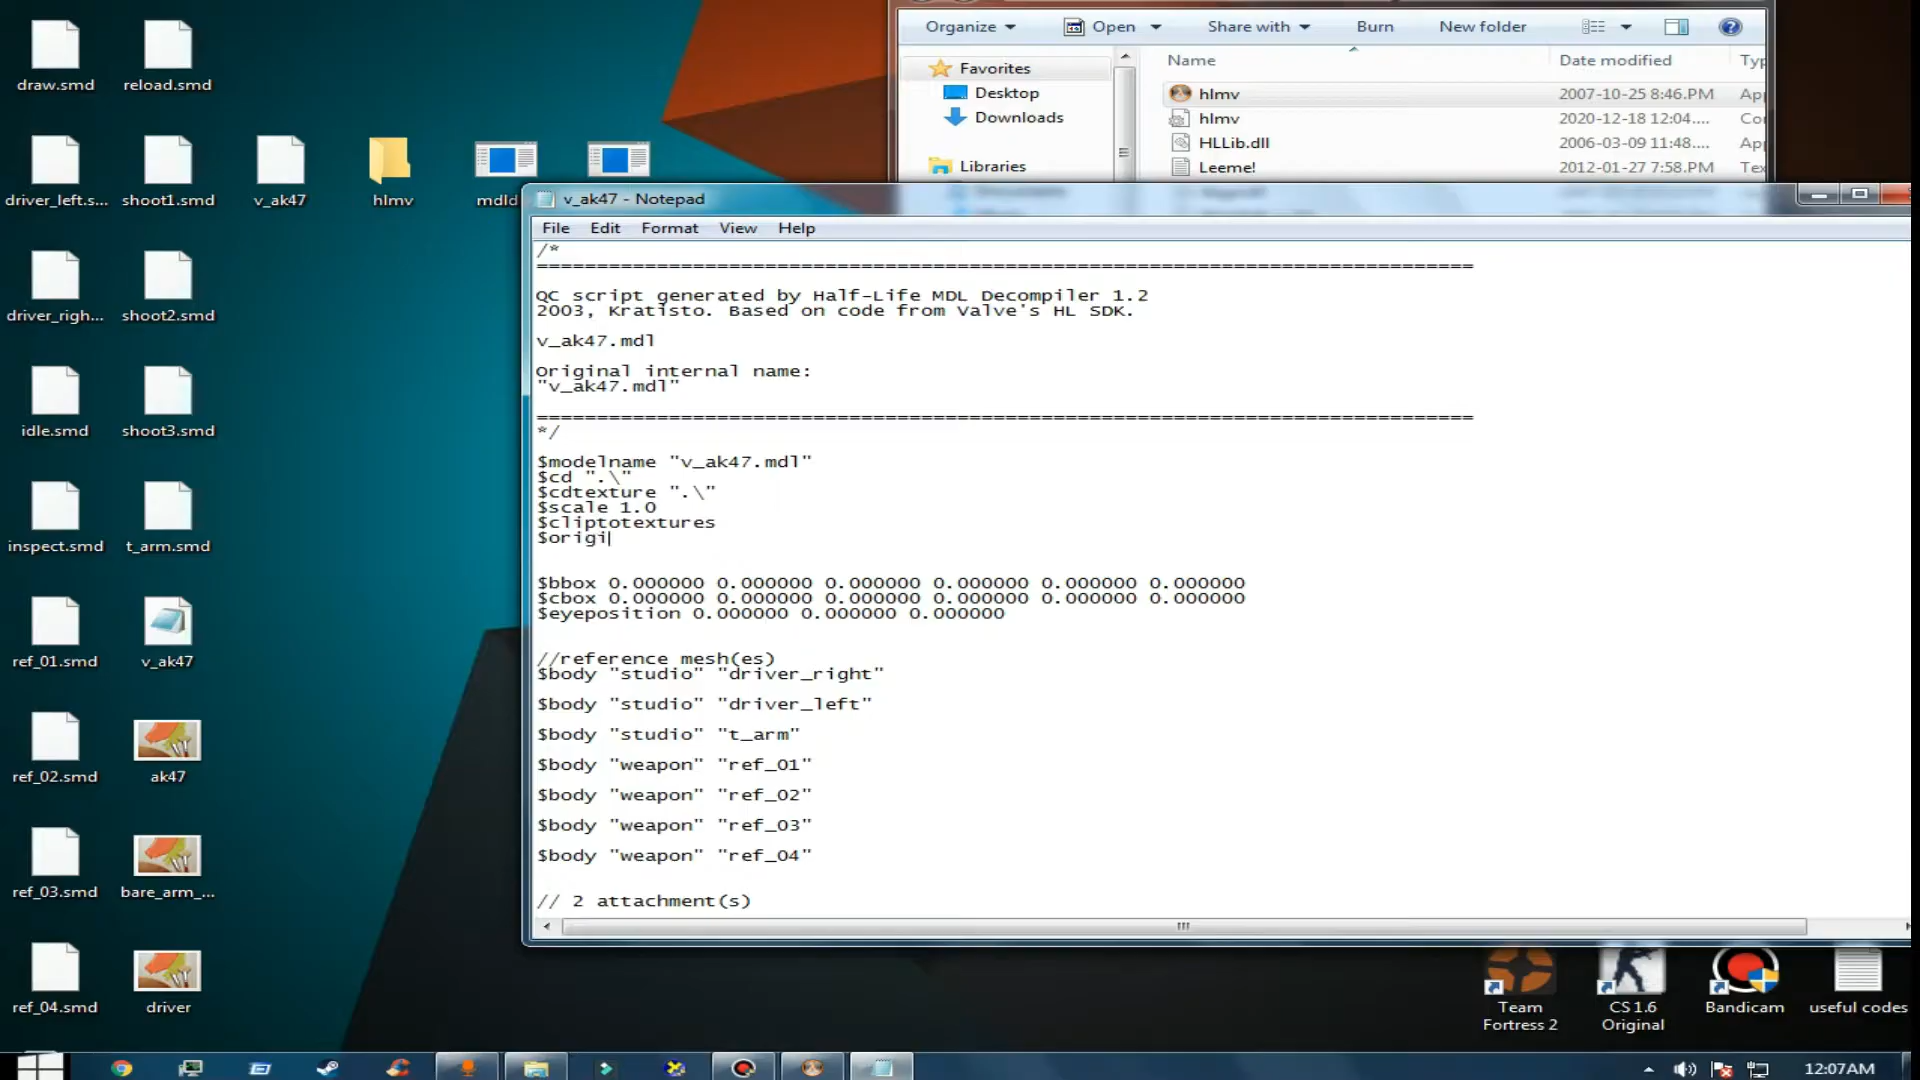 draw.smd
reload.smd
driver_left.s...
shoot1.smd
v_ak47
hlmv
mdld
driver_righ...
shoot2.smd
idle.smd
shoot3.smd
inspect.smd
t_arm.smd
ref_01.smd
v_ak47
ref_02.smd
ak47
ref_03.smd
bare_arm_...
ref_04.smd
driver
Organize
Open
Share with
Burn
New folder
Name
Date modified
Typ
Favorites
Desktop
Downloads
Libraries
hlmv
2007-10-25 8:46.PM
App
hlmv
2020-12-18 12:04....
Co
HLLib.dll
2006-03-09 11:48....
App
Leeme!
2012-01-27 7:58.PM
Tex
v_ak47 - Notepad
File Edit Format View Help
/*
==============================================================================
QC script generated by Half-Life MDL Decompiler 1.2
2003, Kratisto. Based on code from Valve's HL SDK.
v_ak47.mdl
Original internal name:
"v_ak47.mdl"
==============================================================================
*/
$modelname "v_ak47.mdl"
$cd ".\"
$cdtexture ".\"
$scale 1.0
$cliptotextures
$origi
$bbox 0.000000 0.000000 0.000000 0.000000 0.000000 0.000000
$cbox 0.000000 0.000000 0.000000 0.000000 0.000000 0.000000
$eyeposition 0.000000 0.000000 0.000000
//reference mesh(es)
$body "studio" "driver_right"
$body "studio" "driver_left"
$body "studio" "t_arm"
$body "weapon" "ref_01"
$body "weapon" "ref_02"
$body "weapon" "ref_03"
$body "weapon" "ref_04"
// 2 attachment(s)
Team
Fortress 2
CS 1.6
Original
Bandicam
useful codes
12:07AM